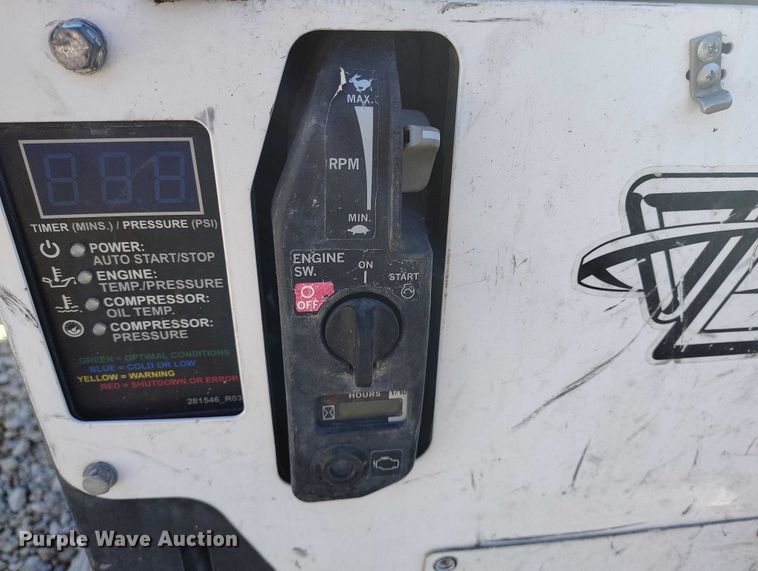 TIMER (MINS.) / PRESSURE (PSI)
POWER:
AUTO START/STOP
ENGINE:
TEMP./PRESSURE
COMPRESSOR:
OIL TEMP.
COMPRESSOR:
PRESSURE
GREEN = OPTIMAL CONDITIONS
BLUE = COLD OR LOW
YELLOW = WARNING
RED = SHUTDOWN OR ERROR
281546_R03
MAX.
RPM
MIN.
ENGINE
SW.
ON
START
OFF
HOURS
1/10
Purple Wave Auction